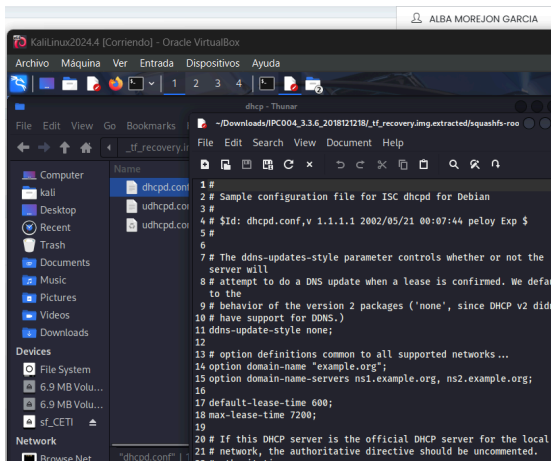 ALBA MOREJON GARCIA
KaliLinux2024.4 [Corriendo] - Oracle VirtualBox
Archivo Máquina Ver Entrada Dispositivos Ayuda
1 2 3 4
dhcp - Thunar
File Edit View Go Bookmarks
~/Downloads/IPC004_3.3.6_2018121218/_tf_recovery.img.extracted/squashfs-roo
File Edit Search View Document Help
_tf_recovery.i
Computer
kali
Desktop
Recent
Trash
Documents
Music
Pictures
Videos
Downloads
Devices
File System
6.9 MB Volu...
6.9 MB Volu...
sf_CETI
Network
Browse Net
Name
dhcpd.conf
udhcpd.con
udhcpd.con
"dhcpd.conf" | 1
1 #
2 # Sample configuration file for ISC dhcpd for Debian
3 #
4 # $Id: dhcpd.conf,v 1.1.1.1 2002/05/21 00:07:44 peloy Exp $
5 #
6
7 # The ddns-updates-style parameter controls whether or not the
server will
8 # attempt to do a DNS update when a lease is confirmed. We defau
to the
9 # behavior of the version 2 packages ('none', since DHCP v2 didn
10 # have support for DDNS.)
11 ddns-update-style none;
12
13 # option definitions common to all supported networks...
14 option domain-name "example.org";
15 option domain-name-servers ns1.example.org, ns2.example.org;
16
17 default-lease-time 600;
18 max-lease-time 7200;
19
20 # If this DHCP server is the official DHCP server for the local
21 # network, the authoritative directive should be uncommented.